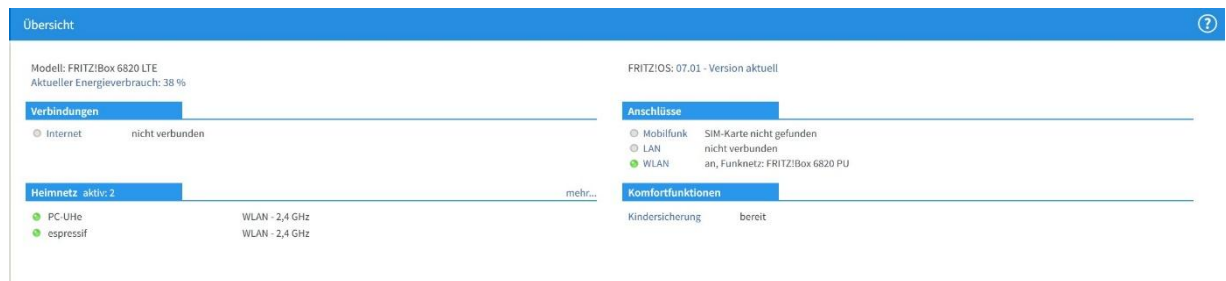 Übersicht
?
Modell: FRITZ!Box 6820 LTE
Aktueller Energieverbrauch: 38 %
FRITZ!OS: 07.01 - Version aktuell
Verbindungen
Internet nicht verbunden
Anschlüsse
Mobilfunk SIM-Karte nicht gefunden
LAN nicht verbunden
WLAN an, Funknetz: FRITZ!Box 6820 PU
Heimnetz aktiv: 2 mehr...
PC-UHe WLAN - 2,4 GHz
espressif WLAN - 2,4 GHz
Komfortfunktionen
Kindersicherung bereit